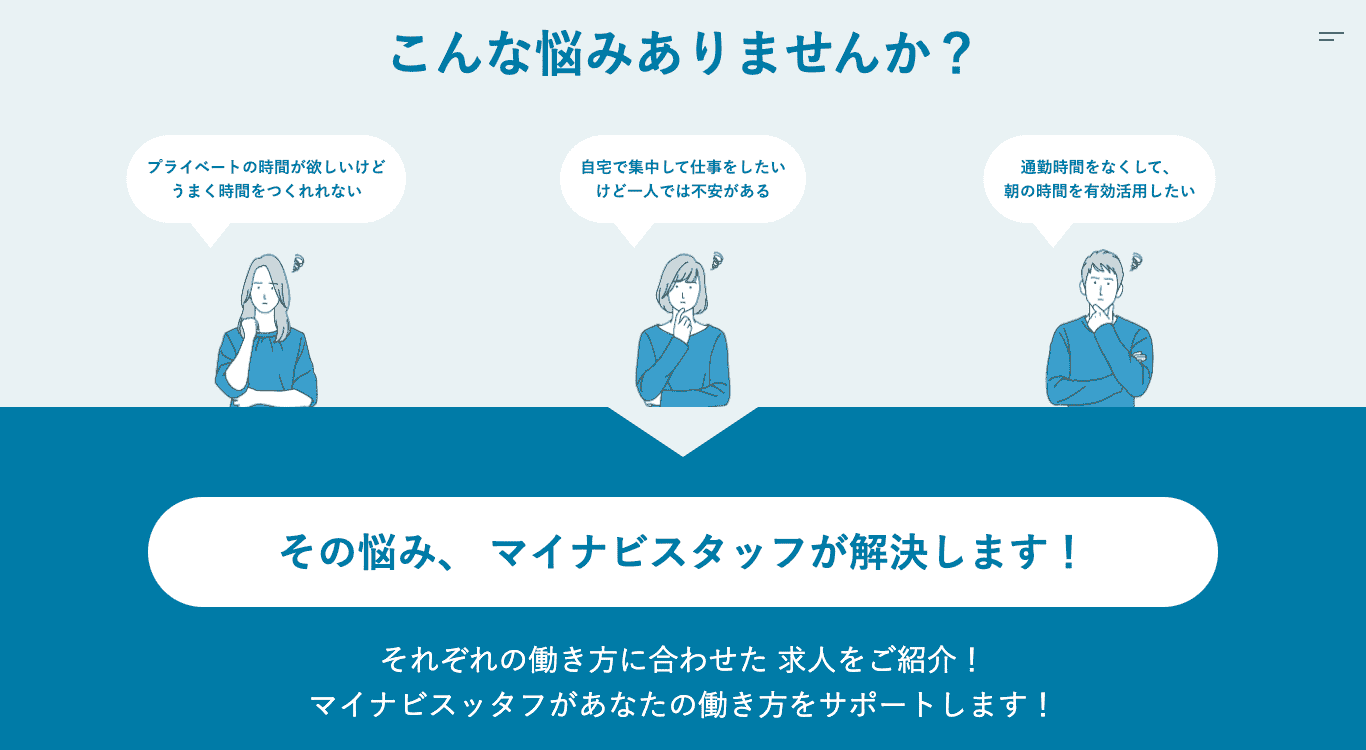 こんな悩みありませんか？
プライベートの時間が欲しいけど
うまく時間をつくれれない
自宅で集中して仕事をしたい
けど一人では不安がある
通勤時間をなくして、
朝の時間を有効活用したい
その悩み、 マイナビスタッフが解決します！
それぞれの働き方に合わせた 求人をご紹介！
マイナビスッタフがあなたの働き方をサポートします！